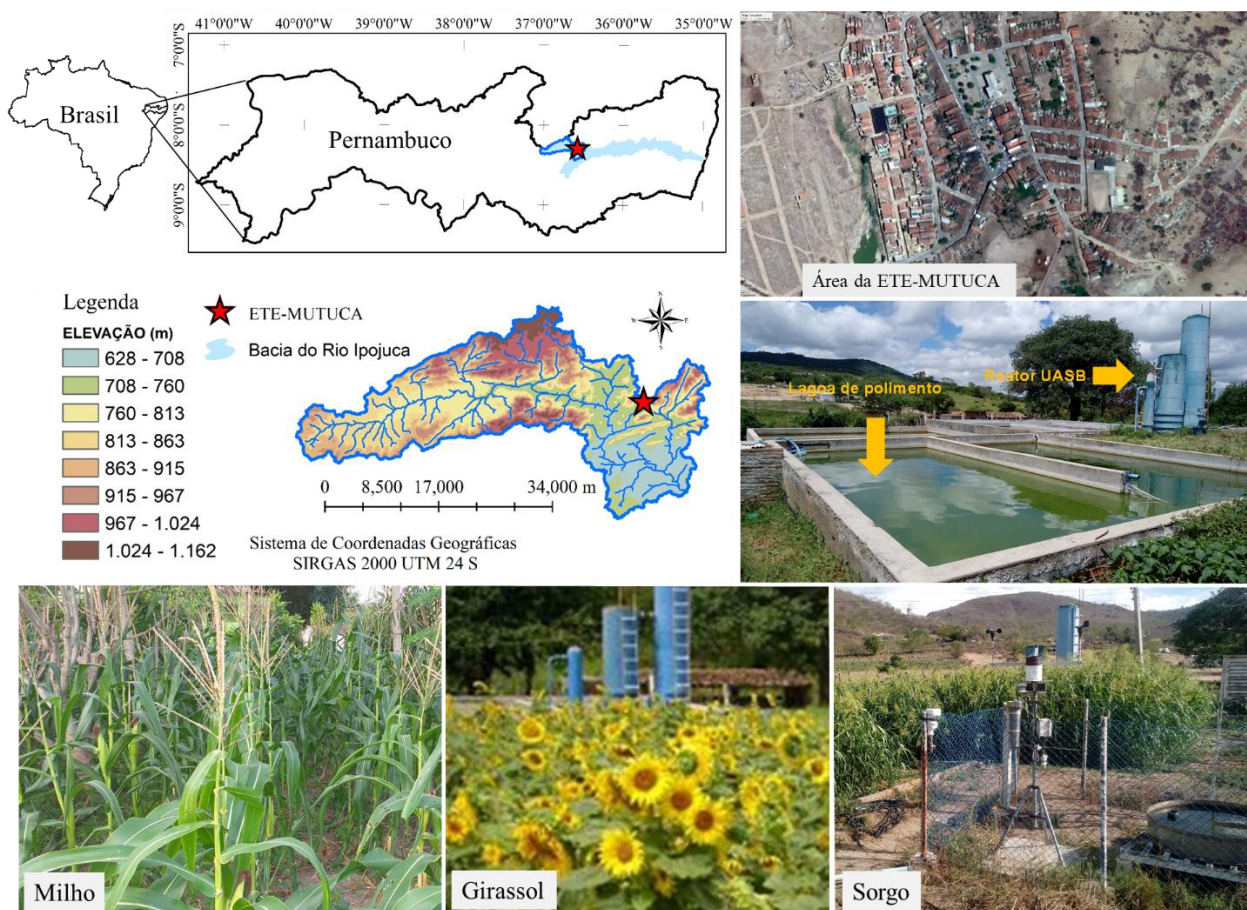 41°0'0"W
40°0'0"W
39°0'0"W
38°0'0"W
37°0'0"W
36°0'0"W
35°0'0"W
7°0'0"S
8°0'0"S
9°0'0"S
Brasil
Pernambuco
Área da ETE-MUTUCA
Legenda
ELEVAÇÃO (m)
628 - 708
708 - 760
760 - 813
813 - 863
863 - 915
915 - 967
967 - 1.024
1.024 - 1.162
ETE-MUTUCA
Bacia do Rio Ipojuca
N
W
E
S
0 8,500 17,000 34,000 m
Sistema de Coordenadas Geográficas
SIRGAS 2000 UTM 24 S
Lagoa de polimento
Reator UASB
Milho
Girassol
Sorgo